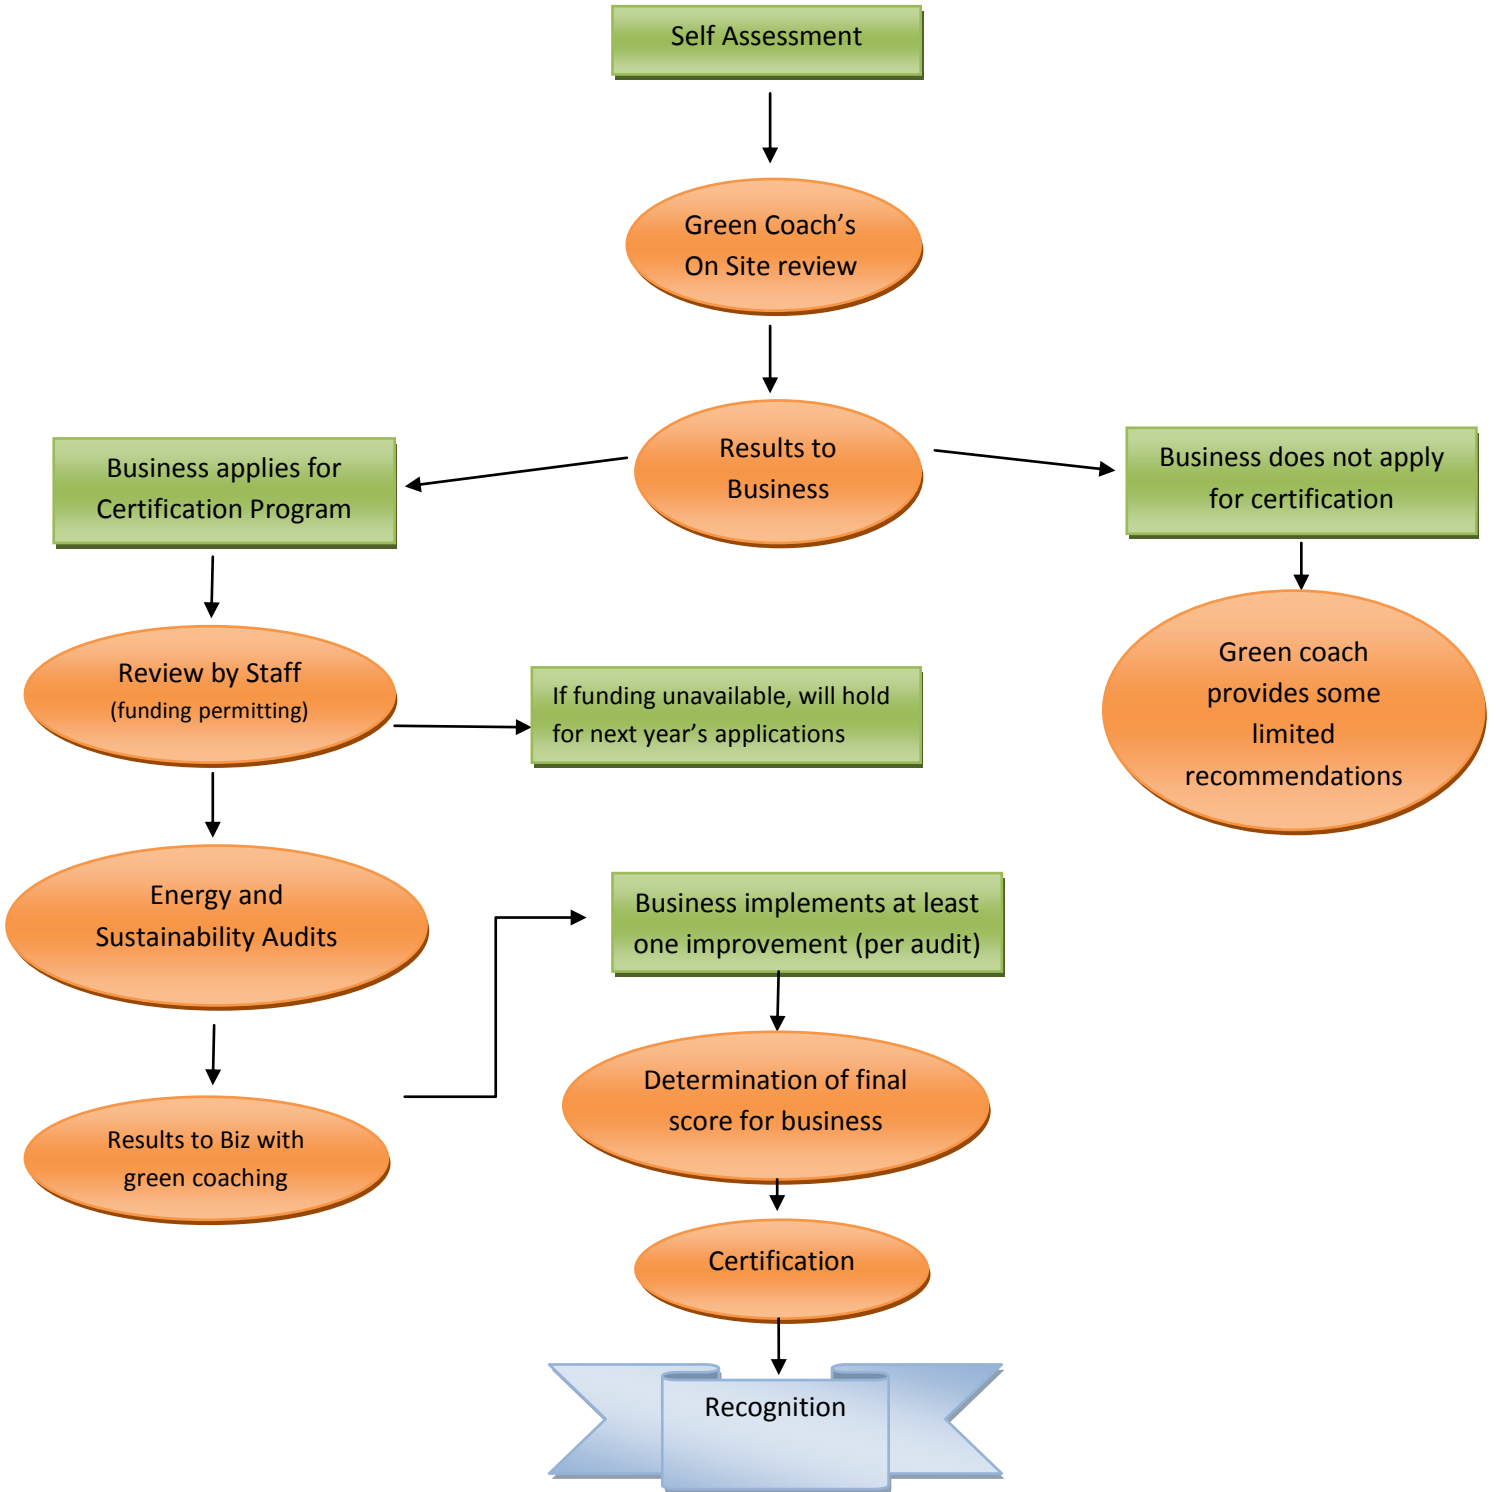 Self Assessment
Green Coach’s
On Site review
Results to
Business
Business applies for
Certification Program
Business does not apply
for certification
Review by Staff
(funding permitting)
If funding unavailable, will hold
for next year’s applications
Green coach
provides some
limited
recommendations
Energy and
Sustainability Audits
Business implements at least
one improvement (per audit)
Results to Biz with
green coaching
Determination of final
score for business
Certification
Recognition